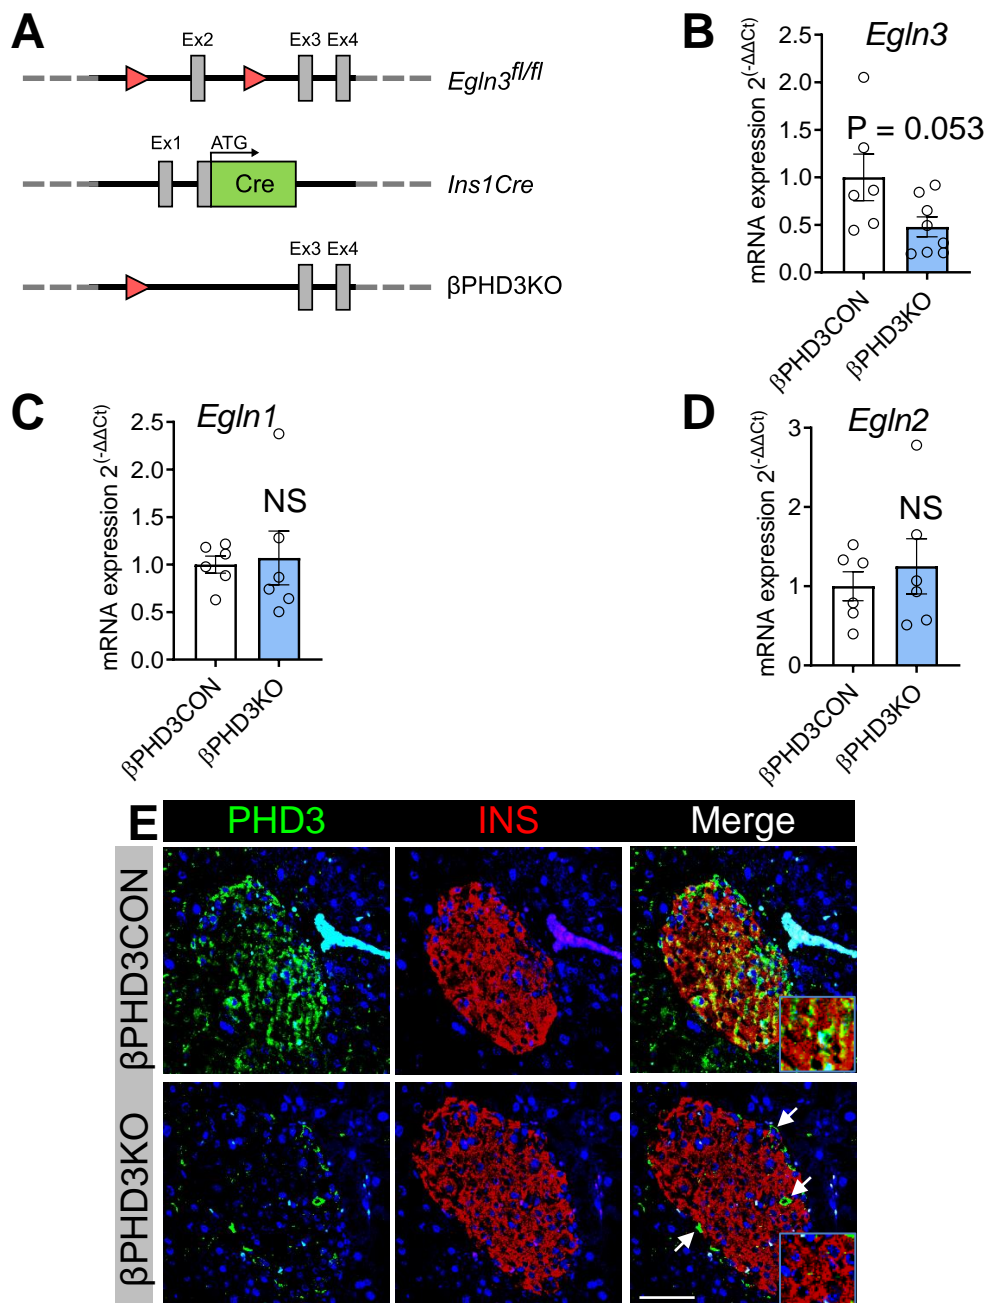 A
Ex2
Ex3
Ex4
Egln3fl/fl
Ex1
ATG
Cre
Ins1Cre
Ex3
Ex4
βPHD3KO
B
Egln3
mRNA expression 2(-ΔΔCt)
2.5
2.0
1.5
1.0
0.5
0.0
P = 0.053
βPHD3CON
βPHD3KO
C
Egln1
mRNA expression 2(-ΔΔCt)
2.5
2.0
1.5
1.0
0.5
0.0
NS
βPHD3CON
βPHD3KO
D
Egln2
mRNA expression 2(-ΔΔCt)
3
2
1
0
NS
βPHD3CON
βPHD3KO
E
PHD3
INS
Merge
βPHD3CON
βPHD3KO